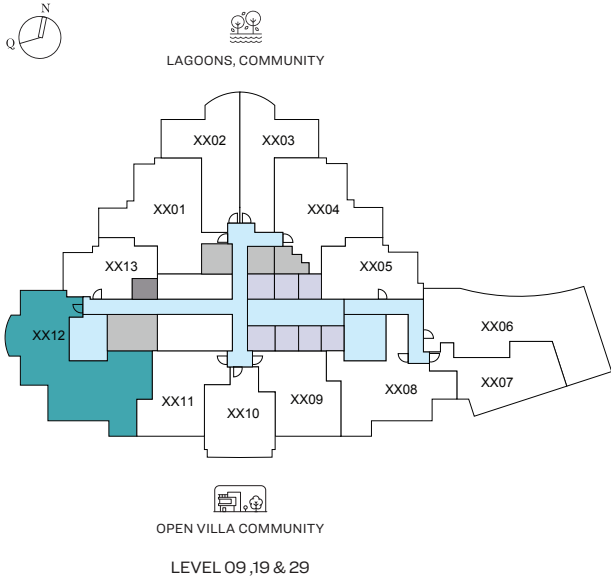 N
Q
LAGOONS, COMMUNITY
XX02
XX03
XX01
XX04
XX13
XX05
XX12
XX06
XX07
XX08
XX11
XX10
XX09
OPEN VILLA COMMUNITY
LEVEL 09 ,19 & 29